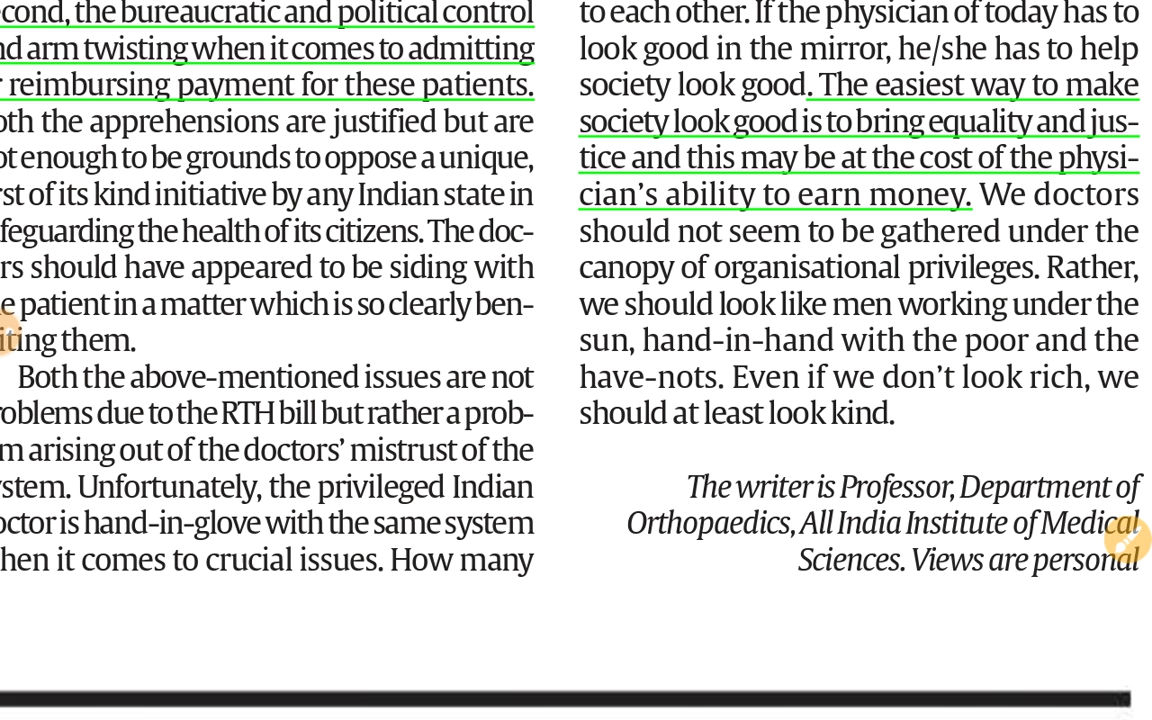 cond, the bureaucratic and political control
nd arm twisting when it comes to admitting
r reimbursing payment for these patients.
oth the apprehensions are justified but are
ot enough to be grounds to oppose a unique,
rst of its kind initiative by any Indian state in
feguarding the health of its citizens. The doc-
rs should have appeared to be siding with
e patient in a matter which is so clearly ben-
iting them.
Both the above-mentioned issues are not
roblems due to the RTH bill but rather a prob-
m arising out of the doctors’ mistrust of the
ystem. Unfortunately, the privileged Indian
octor is hand-in-glove with the same system
hen it comes to crucial issues. How many
to each other. If the physician of today has to
look good in the mirror, he/she has to help
society look good. The easiest way to make
society look good is to bring equality and jus-
tice and this may be at the cost of the physi-
cian’s ability to earn money. We doctors
should not seem to be gathered under the
canopy of organisational privileges. Rather,
we should look like men working under the
sun, hand-in-hand with the poor and the
have-nots. Even if we don’t look rich, we
should at least look kind.
The writer is Professor, Department of
Orthopaedics, All India Institute of Medical
Sciences. Views are personal